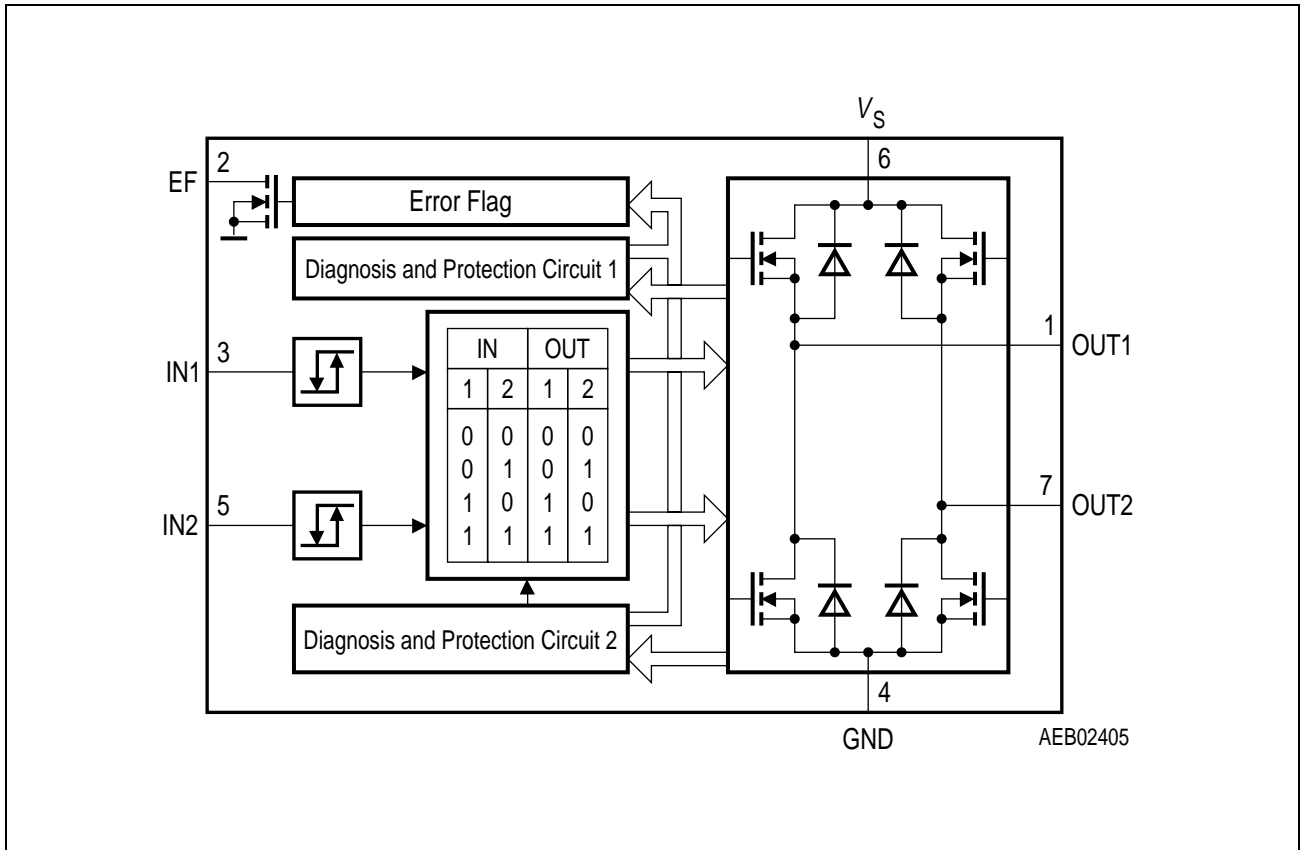 VS
6
2
EF
Error Flag
Diagnosis and Protection Circuit 1
3
IN1
IN OUT
1 2 1 2
0 0 0 0
0 1 0 1
1 0 1 0
1 1 1 1
1
OUT1
5
IN2
7
OUT2
Diagnosis and Protection Circuit 2
4
GND
AEB02405